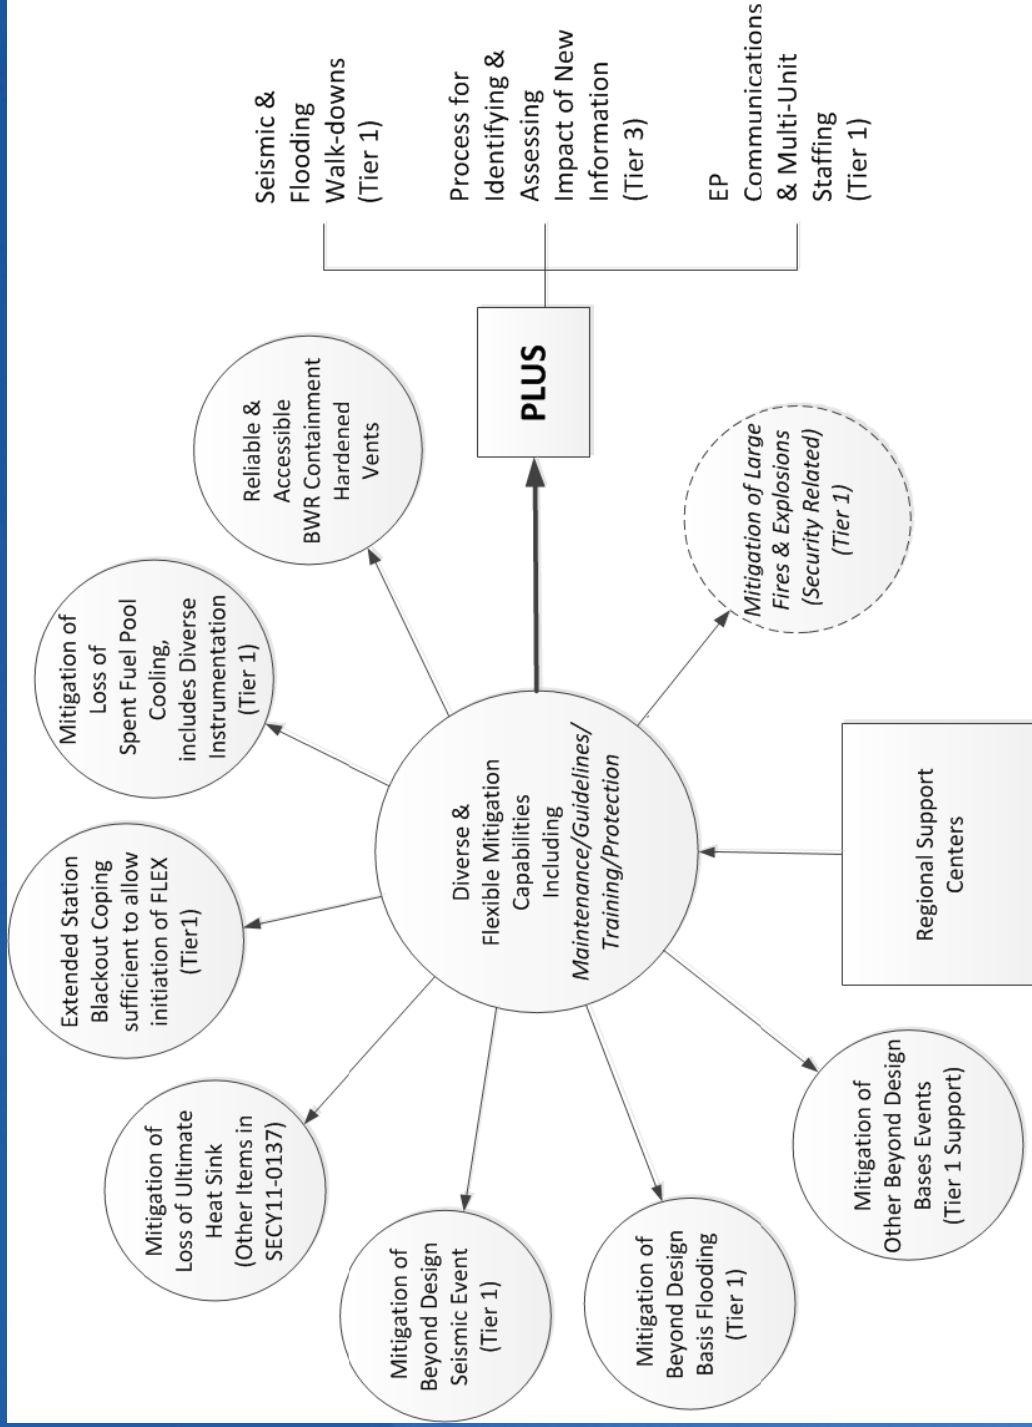 Mitigation of
Loss of Ultimate
Heat Sink
(Other Items in
SECY11-0137)
Extended Station
Blackout Coping
sufficient to allow
initiation of FLEX
(Tier1)
Mitigation of
Loss of
Spent Fuel Pool
Cooling,
includes Diverse
Instrumentation
(Tier 1)
Reliable &
Accessible
BWR Containment
Hardened
Vents
Seismic &
Flooding
Walk-downs
(Tier 1)
Mitigation of
Beyond Design
Seismic Event
(Tier 1)
Diverse &
Flexible Mitigation
Capabilities
Including
Maintenance/Guidelines/
Training/Protection
PLUS
Process for
Identifying &
Assessing
Impact of New
Information
(Tier 3)
Mitigation of
Beyond Design
Basis Flooding
(Tier 1)
Mitigation of Large
Fires & Explosions
(Security Related)
(Tier 1)
EP
Communications
& Multi-Unit
Staffing
(Tier 1)
Mitigation of
Other Beyond Design
Bases Events
(Tier 1 Support)
Regional Support
Centers